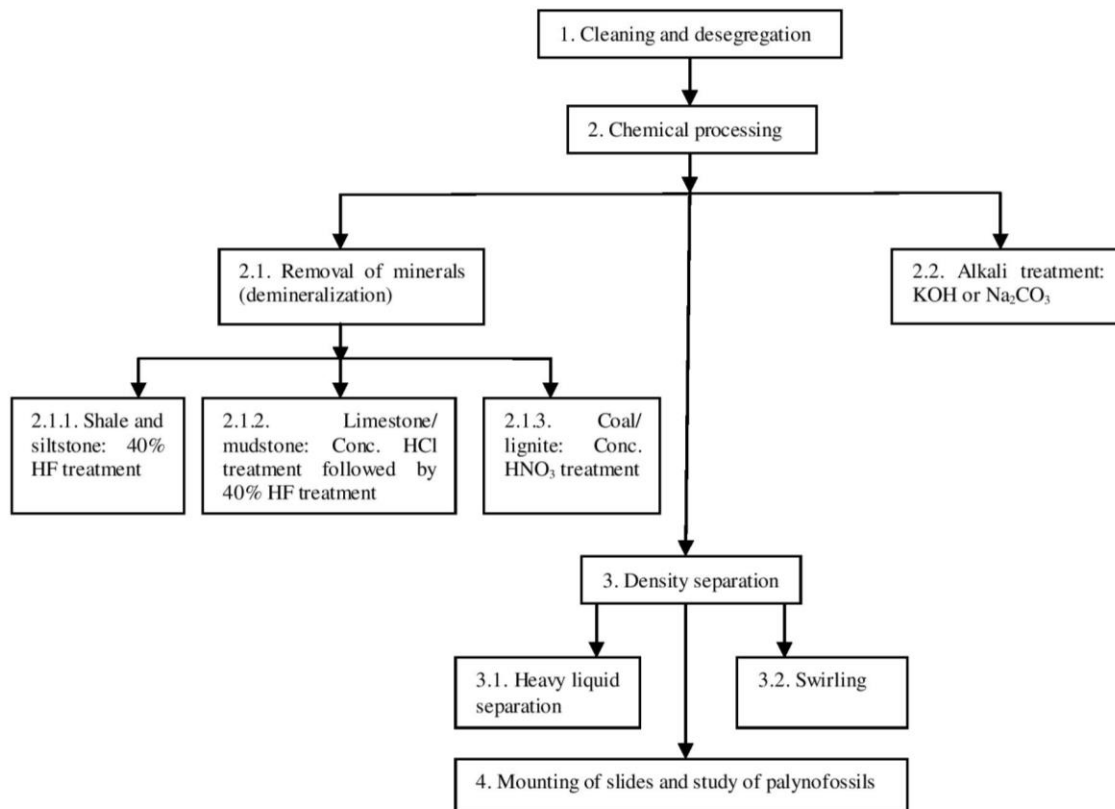 1. Cleaning and desegregation
2. Chemical processing
2.1. Removal of minerals
(demineralization)
2.2. Alkali treatment:
KOH or Na₂CO₃
2.1.1. Shale and
siltstone: 40%
HF treatment
2.1.2. Limestone/
mudstone: Conc. HCl
treatment followed by
40% HF treatment
2.1.3. Coal/
lignite: Conc.
HNO₃ treatment
3. Density separation
3.1. Heavy liquid
separation
3.2. Swirling
4. Mounting of slides and study of palynofossils